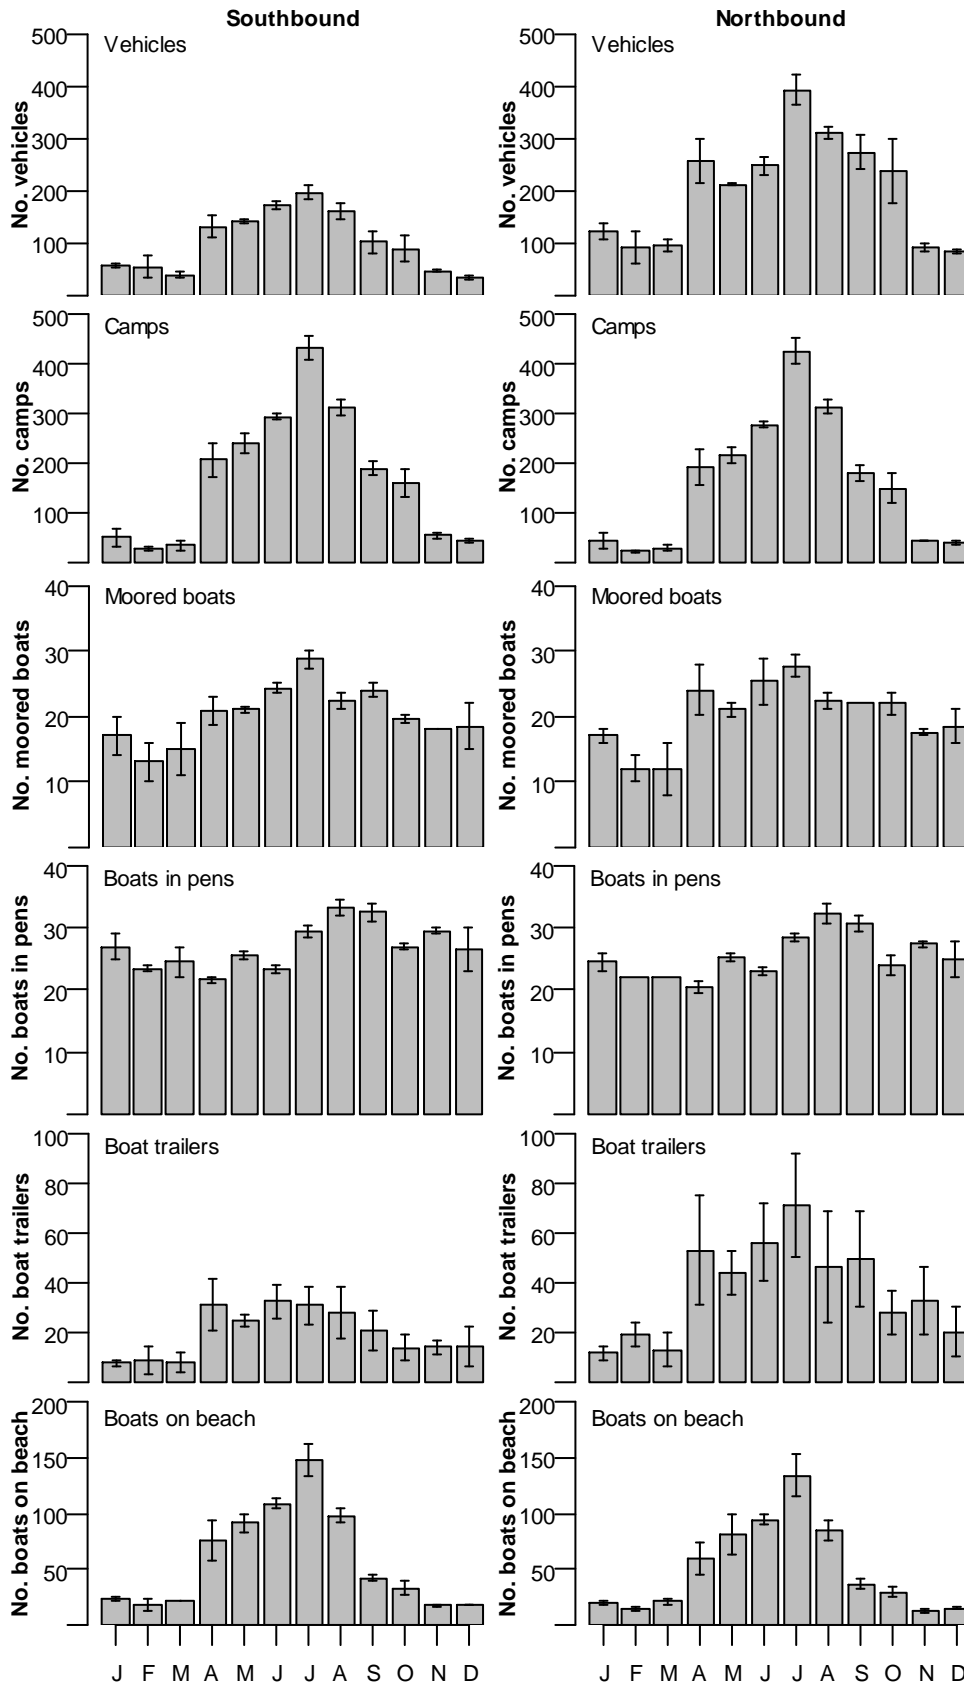 Southbound Northbound
Vehicles Vehicles
No. vehicles No. vehicles
500 400 300 200 100
500 400 300 200 100
Camps Camps
No. camps No. camps
500 400 300 200 100
500 400 300 200 100
Moored boats Moored boats
No. moored boats No. moored boats
40 30 20 10
40 30 20 10
Boats in pens Boats in pens
No. boats in pens No. boats in pens
40 30 20 10
40 30 20 10
Boat trailers Boat trailers
No. boat trailers No. boat trailers
100 80 60 40 20
100 80 60 40 20
Boats on beach Boats on beach
No. boats on beach No. boats on beach
200 150 100 50
200 150 100 50
J F M A M J J A S O N D
J F M A M J J A S O N D